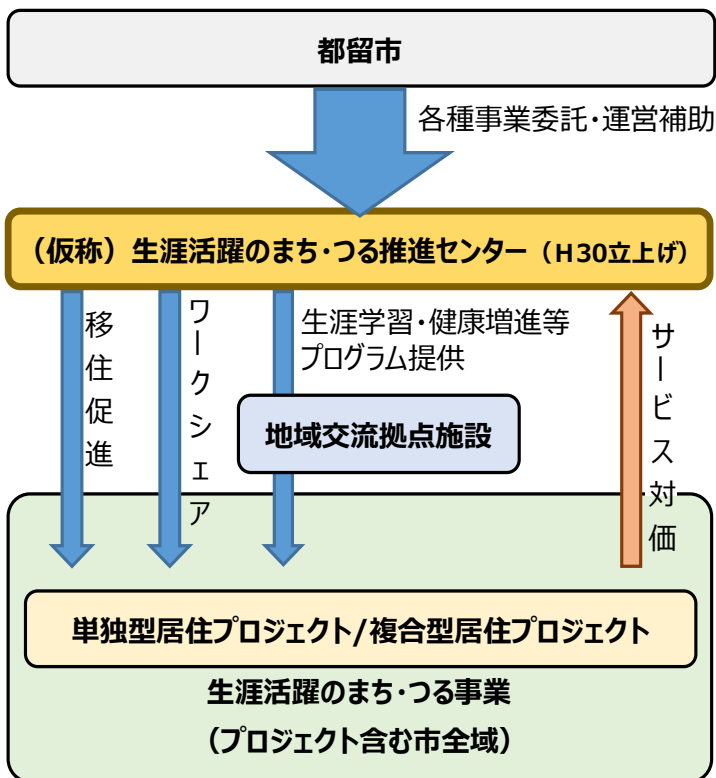 都留市
各種事業委託・運営補助
（仮称）生涯活躍のまち・つる推進センター（H30立上げ）
移住促進
ワークシェア
生涯学習・健康増進等
プログラム提供
サービス対価
地域交流拠点施設
単独型居住プロジェクト/複合型居住プロジェクト
生涯活躍のまち・つる事業
（プロジェクト含む市全域）